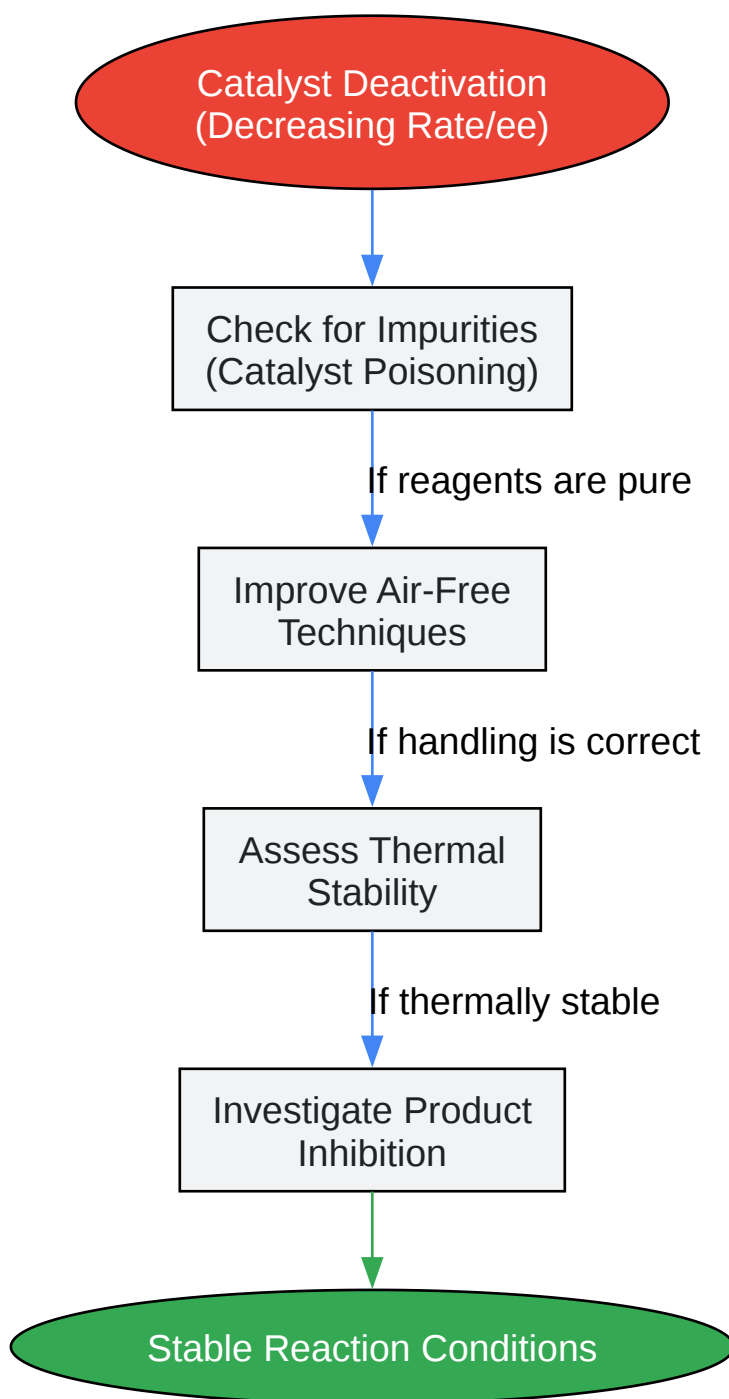 Catalyst Deactivation
(Decreasing Rate/ee)
Check for Impurities
(Catalyst Poisoning)
If reagents are pure
Improve Air-Free
Techniques
If handling is correct
Assess Thermal
Stability
If thermally stable
Investigate Product
Inhibition
Stable Reaction Conditions